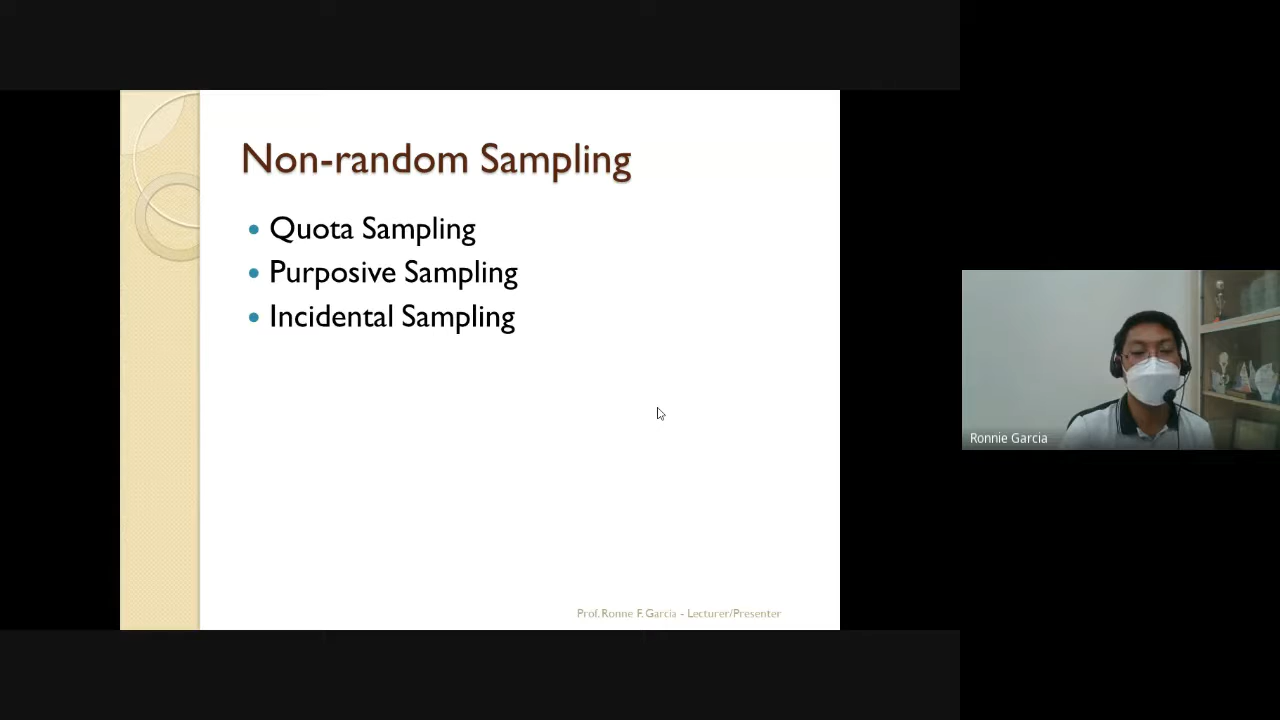 Non-random Sampling
Quota Sampling
Purposive Sampling
Incidental Sampling
Prof. Ronne F. Garcia - Lecturer/Presenter
Ronnie Garcia